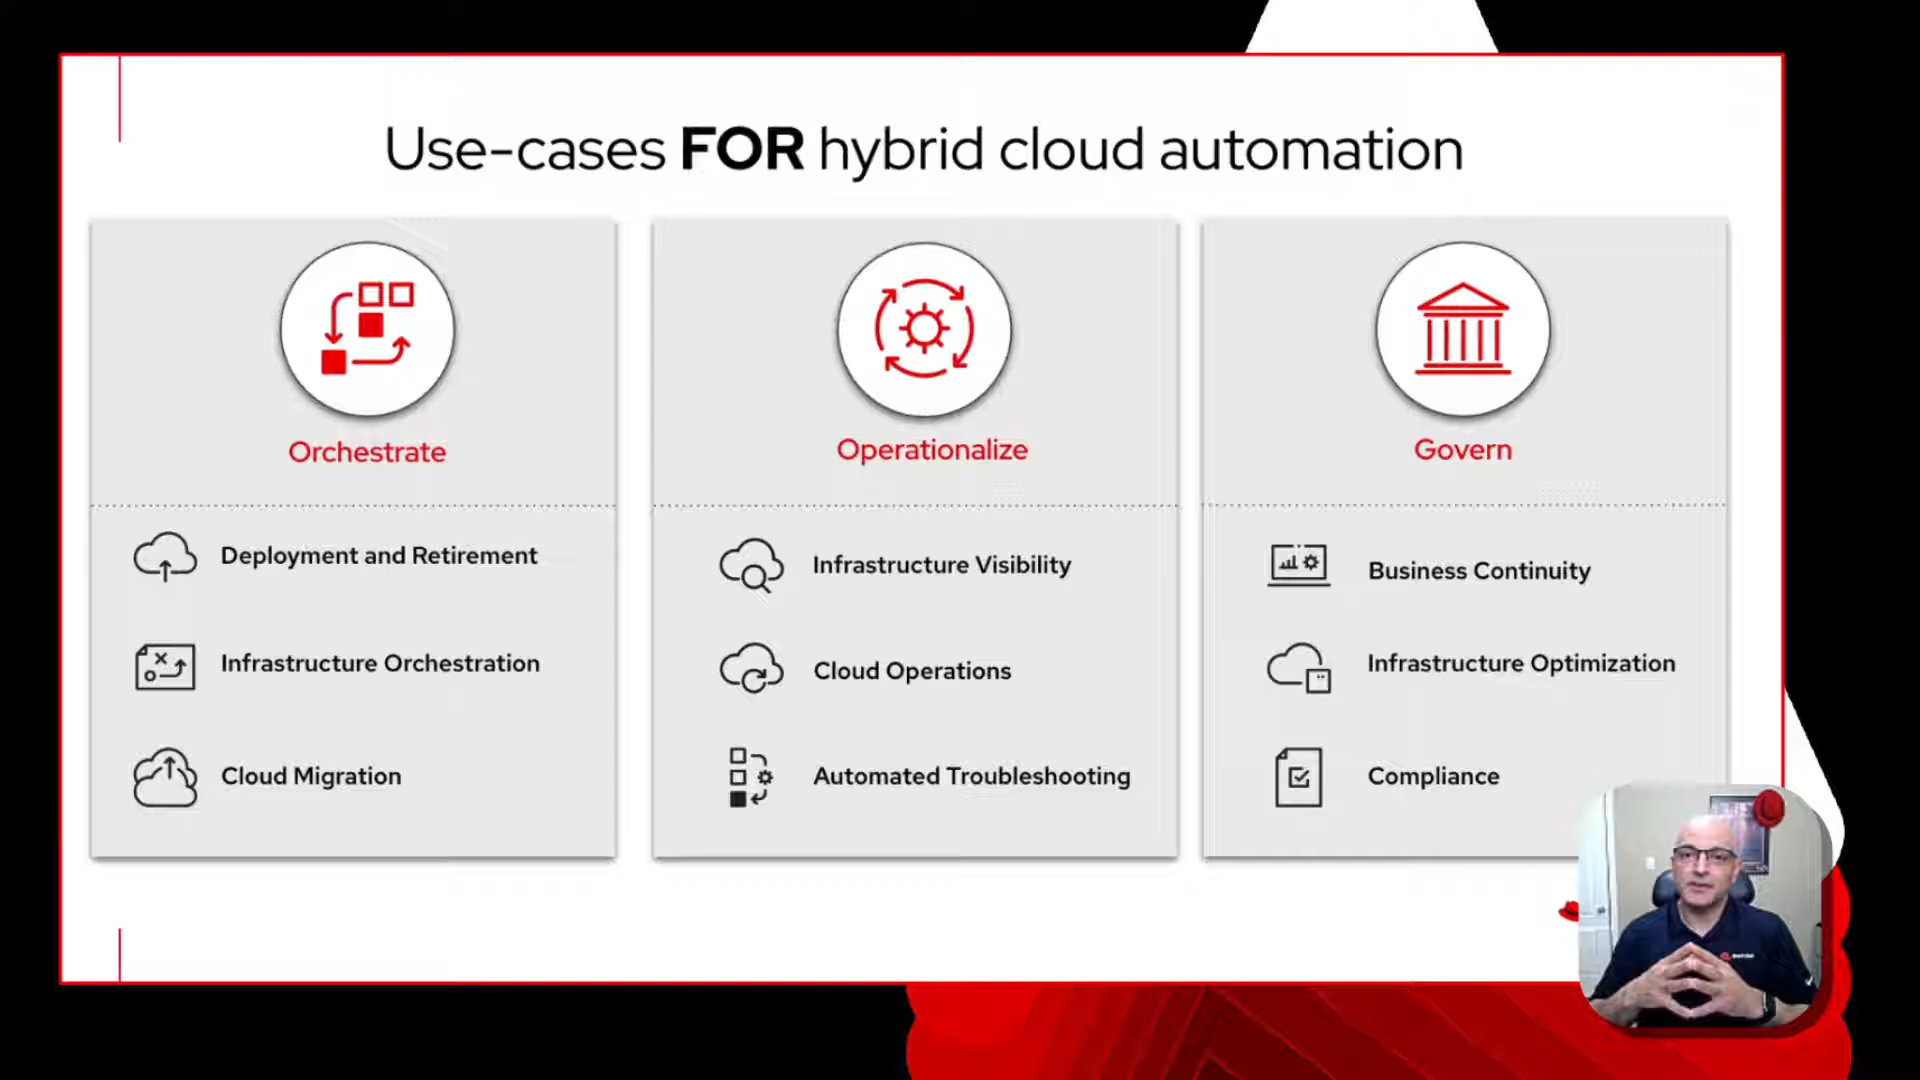 Use-cases FOR hybrid cloud automation
Orchestrate
Deployment and Retirement
Infrastructure Orchestration
Cloud Migration
Operationalize
Infrastructure Visibility
Cloud Operations
Automated Troubleshooting
Govern
Business Continuity
Infrastructure Optimization
Compliance